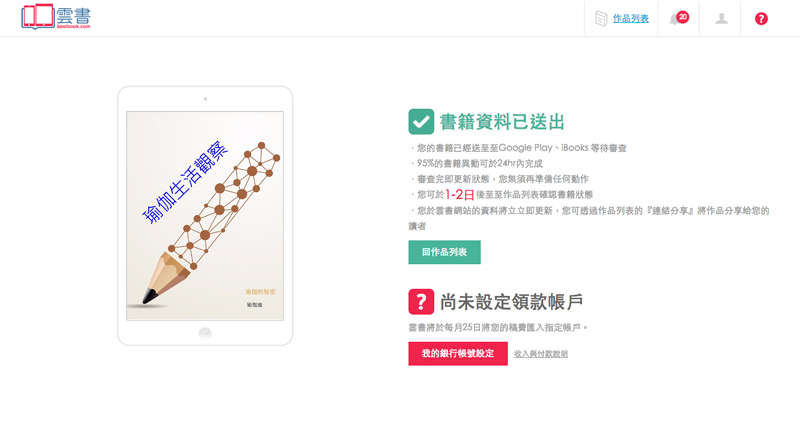 雲書
bestbook.com
作品列表
20
?
瑜伽生活觀察
瑜伽的秘密
瑜珈維
書籍資料已送出
・您的書籍已經送至至Google Play、iBooks 等待審查
・95%的書籍異動可於24hr內完成
・審查完即更新狀態，您無須再準備任何動作
・您可於1-2日後至至作品列表確認書籍狀態
・您於雲書網站的資料將立立即更新，您可透過作品列表的『連結分享』將作品分享給您的
讀者
回作品列表
?
尚未設定領款帳戶
雲書將於每月25日將您的稿費匯入指定帳戶。
我的銀行帳號設定
收入與付款說明